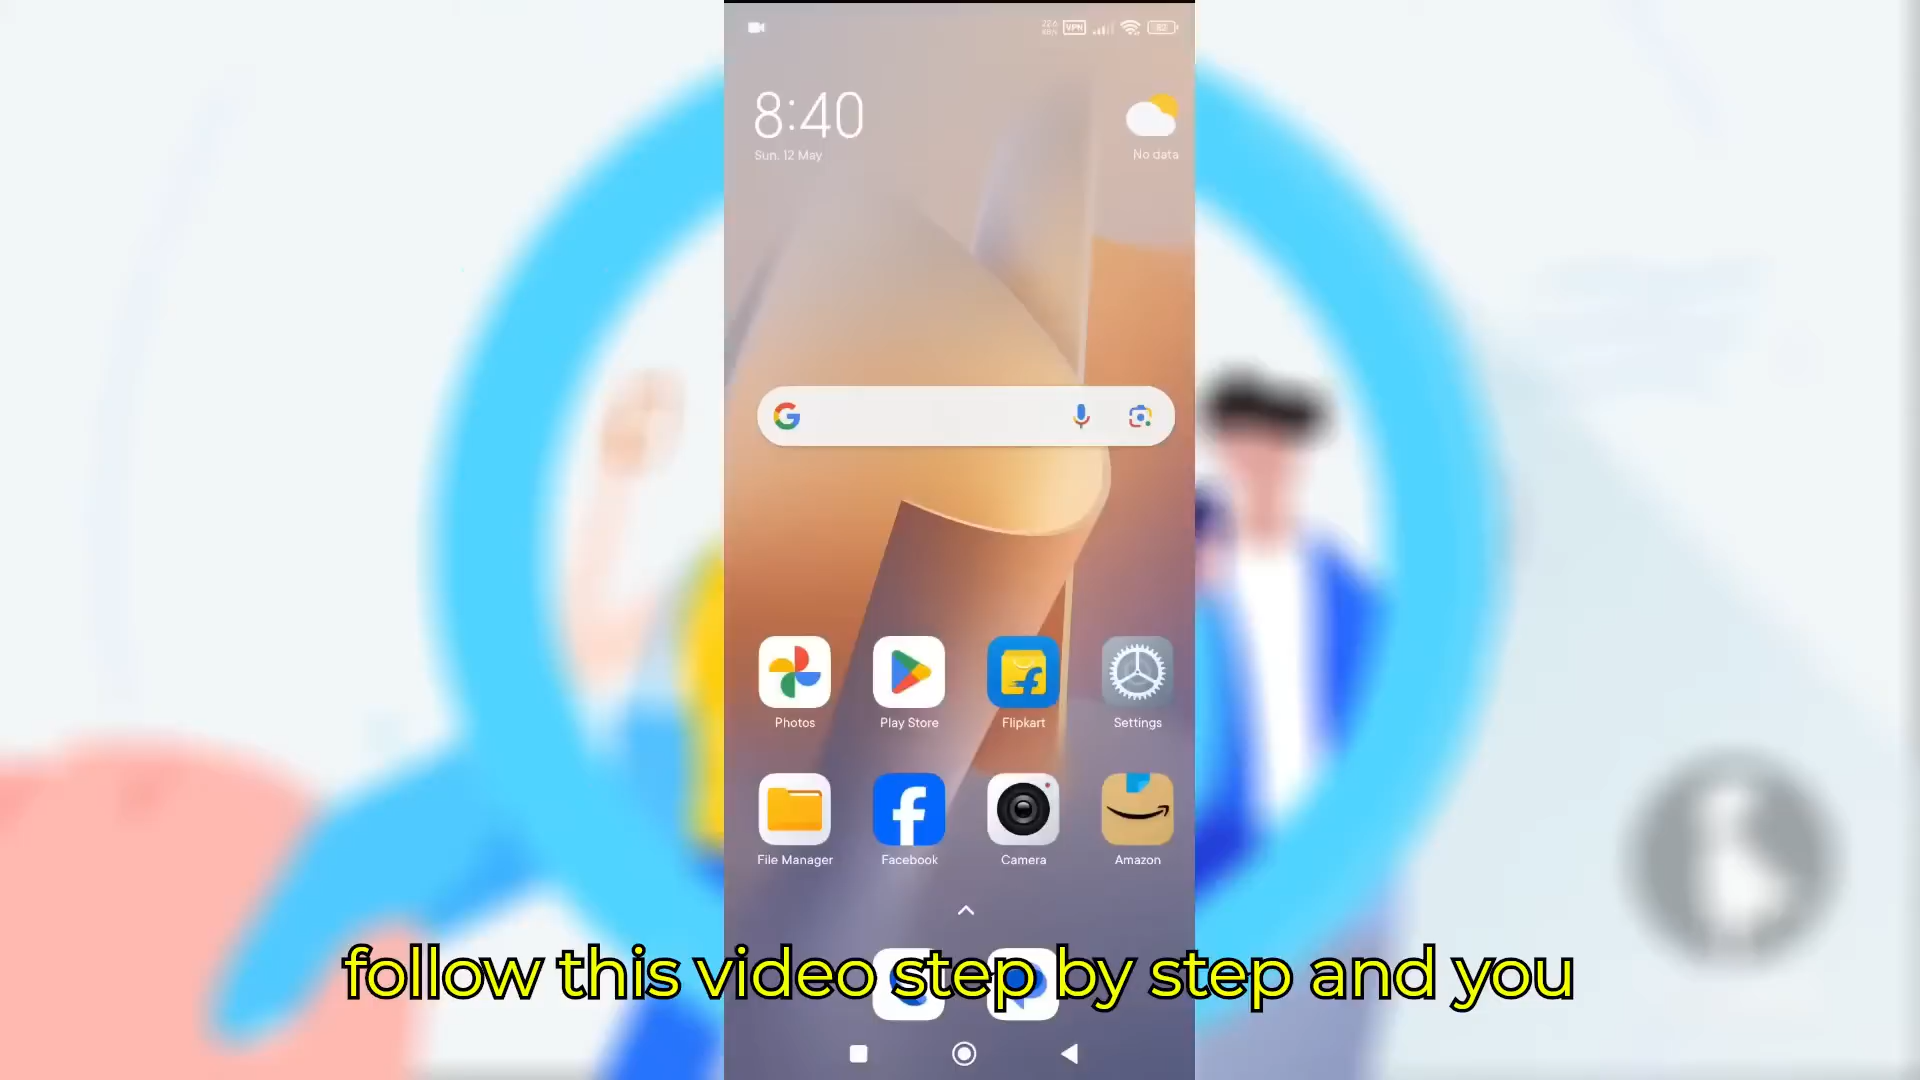 VPN
8:40
Sun, 12 May
No data
Photos
Play Store
Flipkart
Settings
File Manager
Facebook
Camera
Amazon
follow this video step by step and you